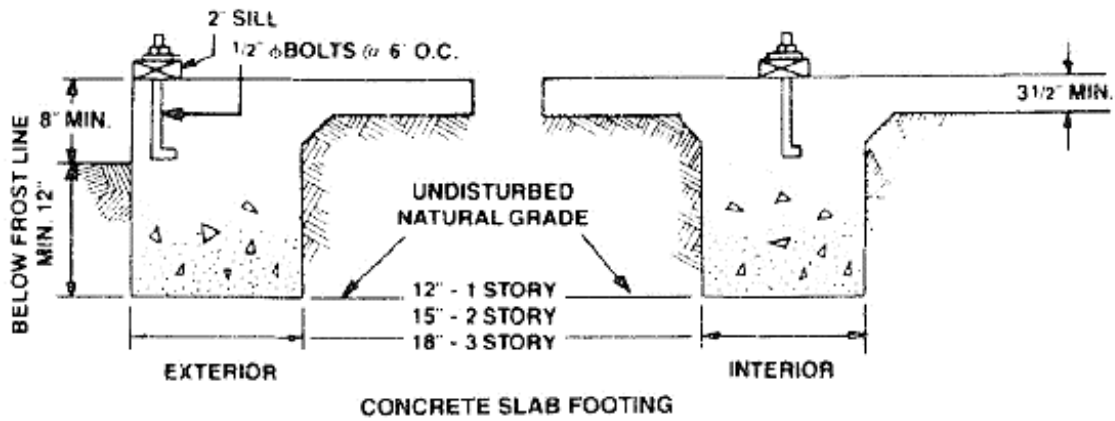 2" SILL
1/2" ϕ BOLTS @ 6' O.C.
8" MIN.
3 1/2" MIN.
BELOW FROST LINE
MIN. 12"
UNDISTURBED
NATURAL GRADE
12" - 1 STORY
15" - 2 STORY
18" - 3 STORY
EXTERIOR
INTERIOR
CONCRETE SLAB FOOTING